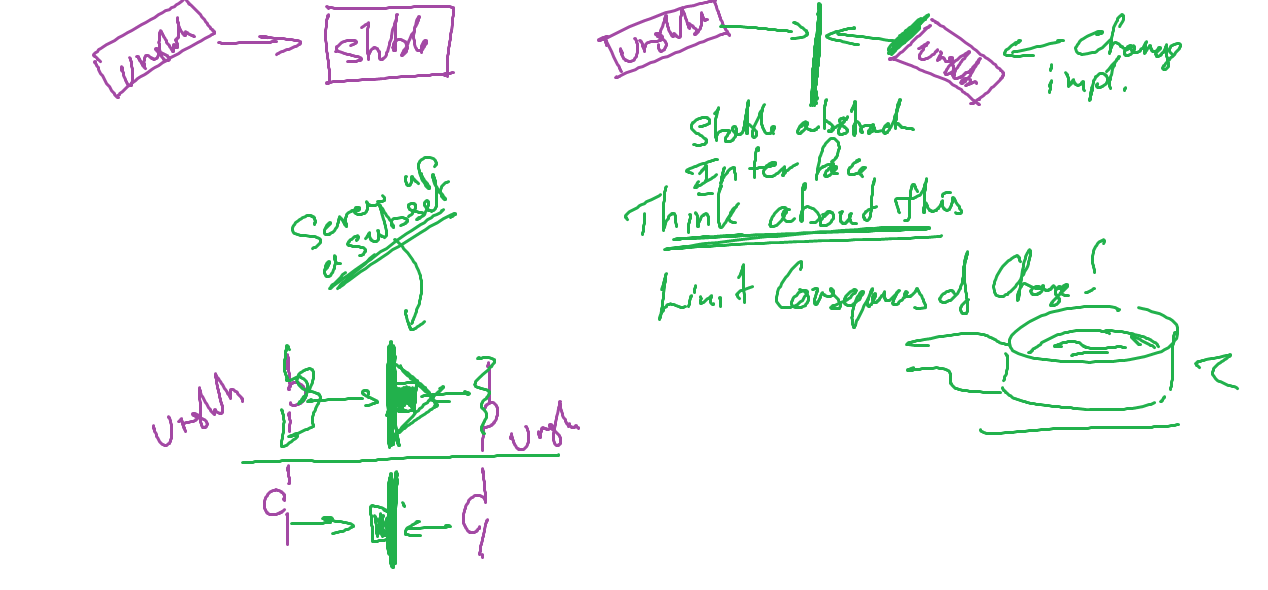 unstable
stable
unstable
unstable
Change
impl.
Stable abstract
Interface
Think about this
Limit Consequences of Change!
Screw up
a subset
Unstable
Unstable